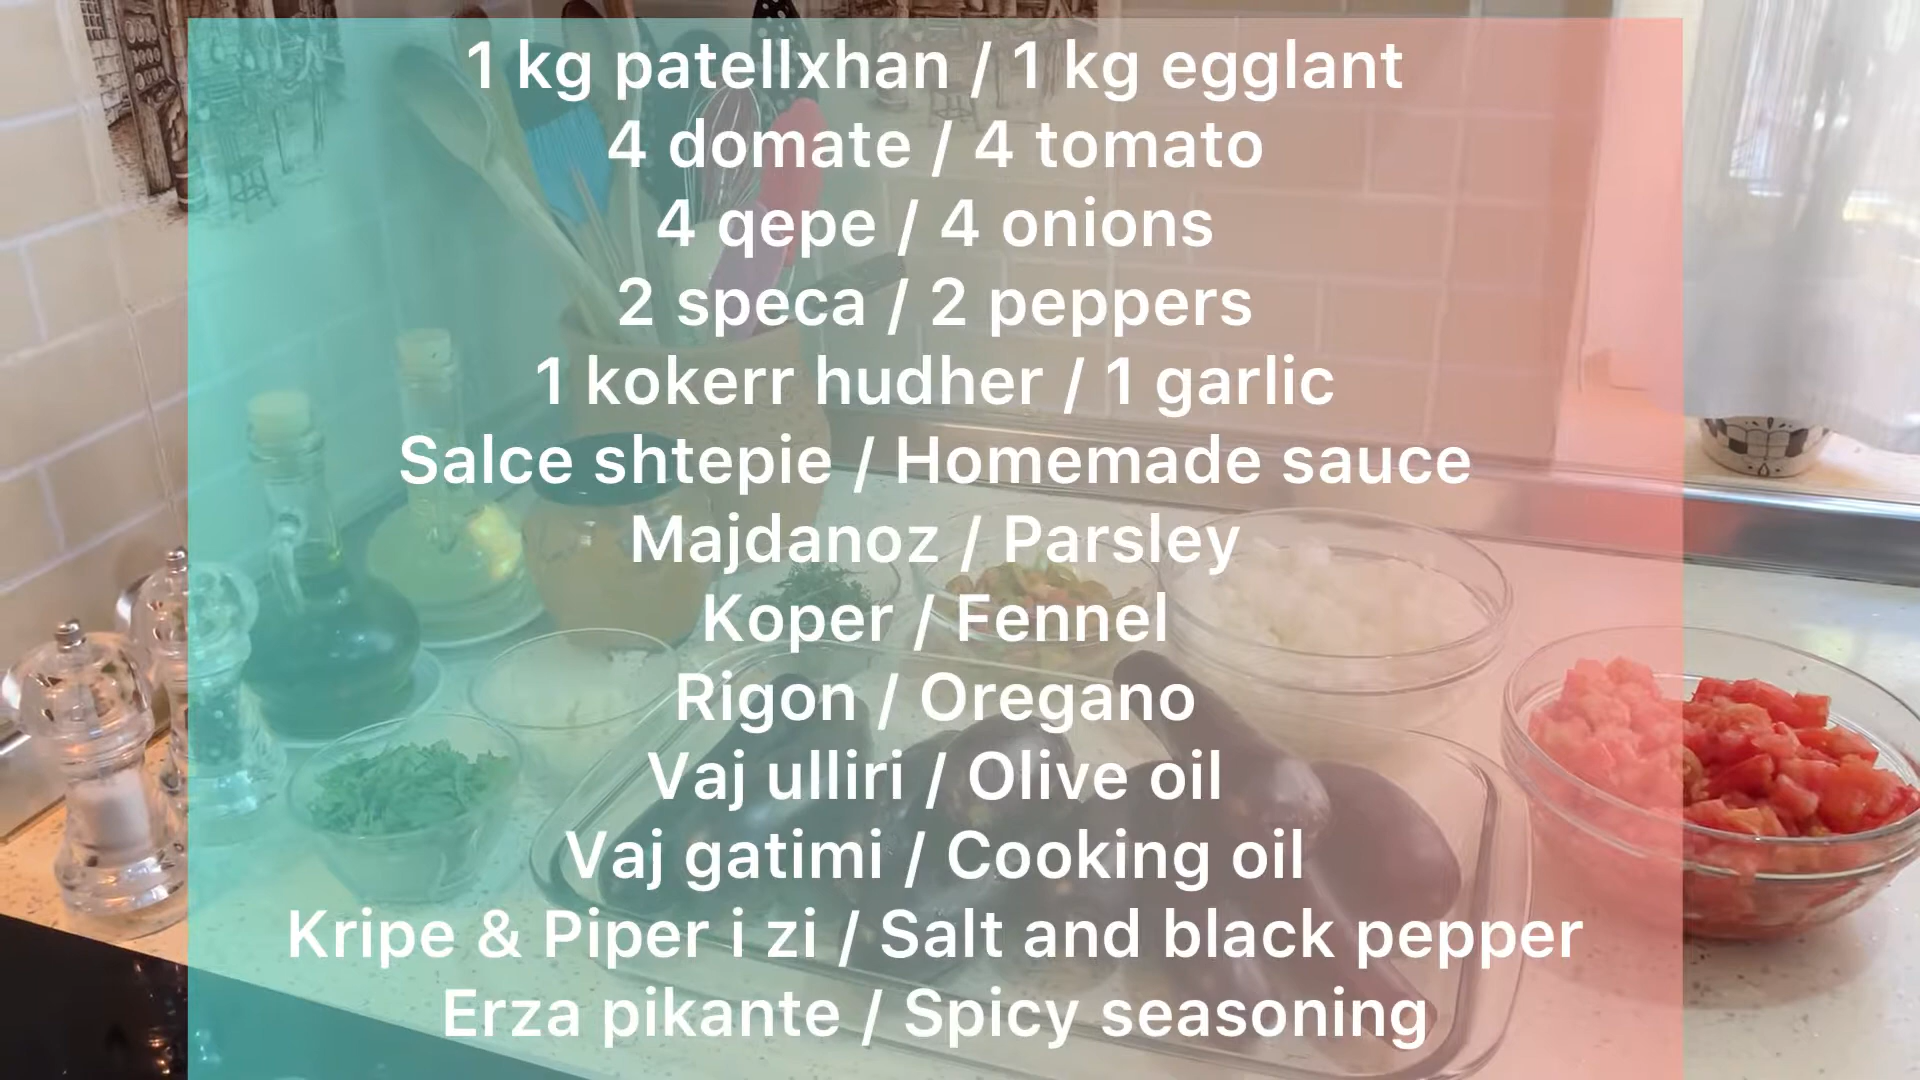 1 kg patellxhan / 1 kg egglant
4 domate / 4 tomato
4 qepe / 4 onions
2 speca / 2 peppers
1 kokerr hudher / 1 garlic
Salce shtepie / Homemade sauce
Majdanoz / Parsley
Koper / Fennel
Rigon / Oregano
Vaj ulliri / Olive oil
Vaj gatimi / Cooking oil
Kripe & Piper i zi / Salt and black pepper
Erza pikante / Spicy seasoning